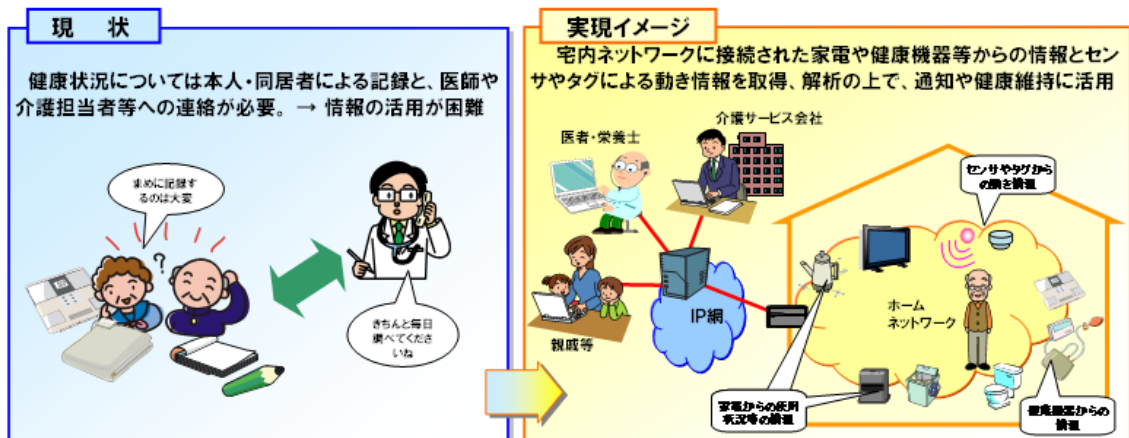 現　状
健康状況については本人・同居者による記録と、医師や
介護担当者等への連絡が必要。 → 情報の活用が困難
まめに記録す
るのは大変
?
きちんと毎日
調べてくださ
いね
実現イメージ
宅内ネットワークに接続された家電や健康機器等からの情報とセン
サやタグによる動き情報を取得、解析の上で、通知や健康維持に活用
医者・栄養士
介護サービス会社
センサやタグから
の動き情報
IP網
ホーム
ネットワーク
親戚等
家電からの使用
状況等の情報
健康機器からの
情報